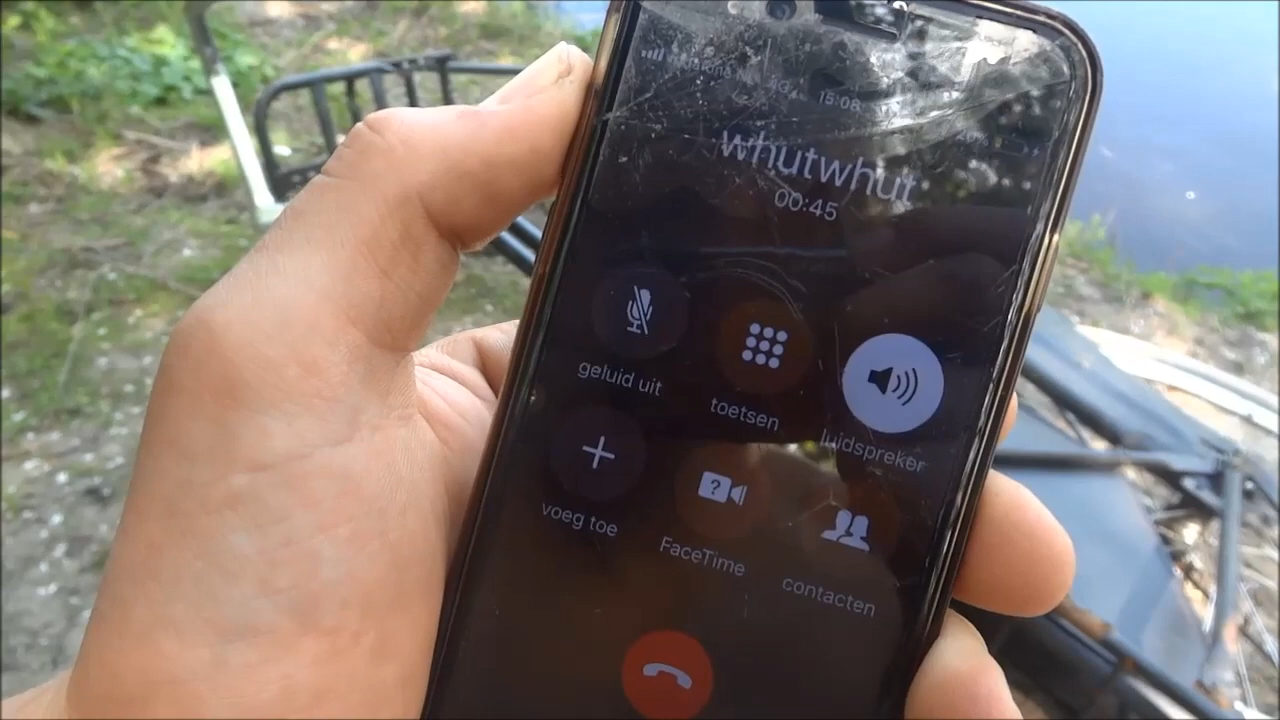 15:08
whutwhut
00:45
geluid uit
toetsen
luidspreker
voeg toe
FaceTime
contacten